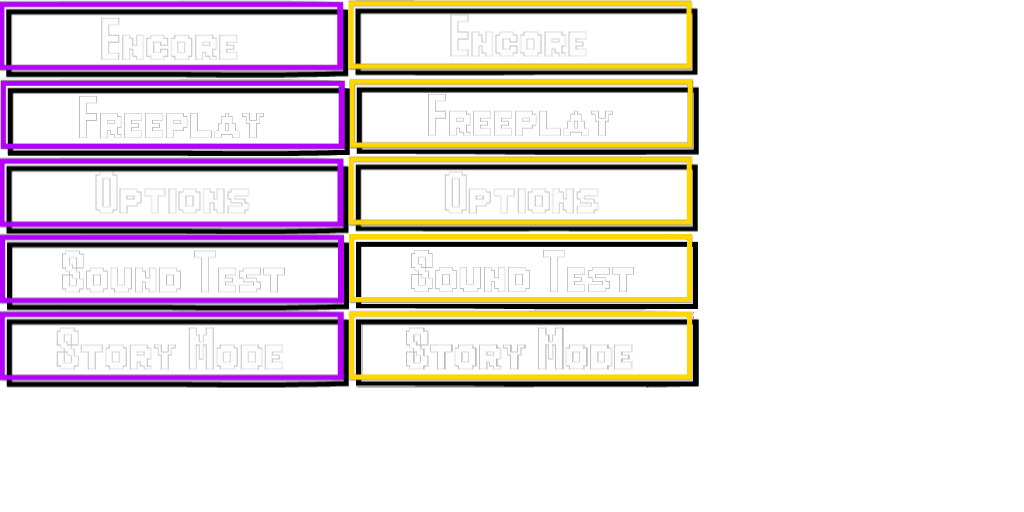 Encore Encore
Freeplay Freeplay
Options Options
Sound Test Sound Test
Story Mode Story Mode